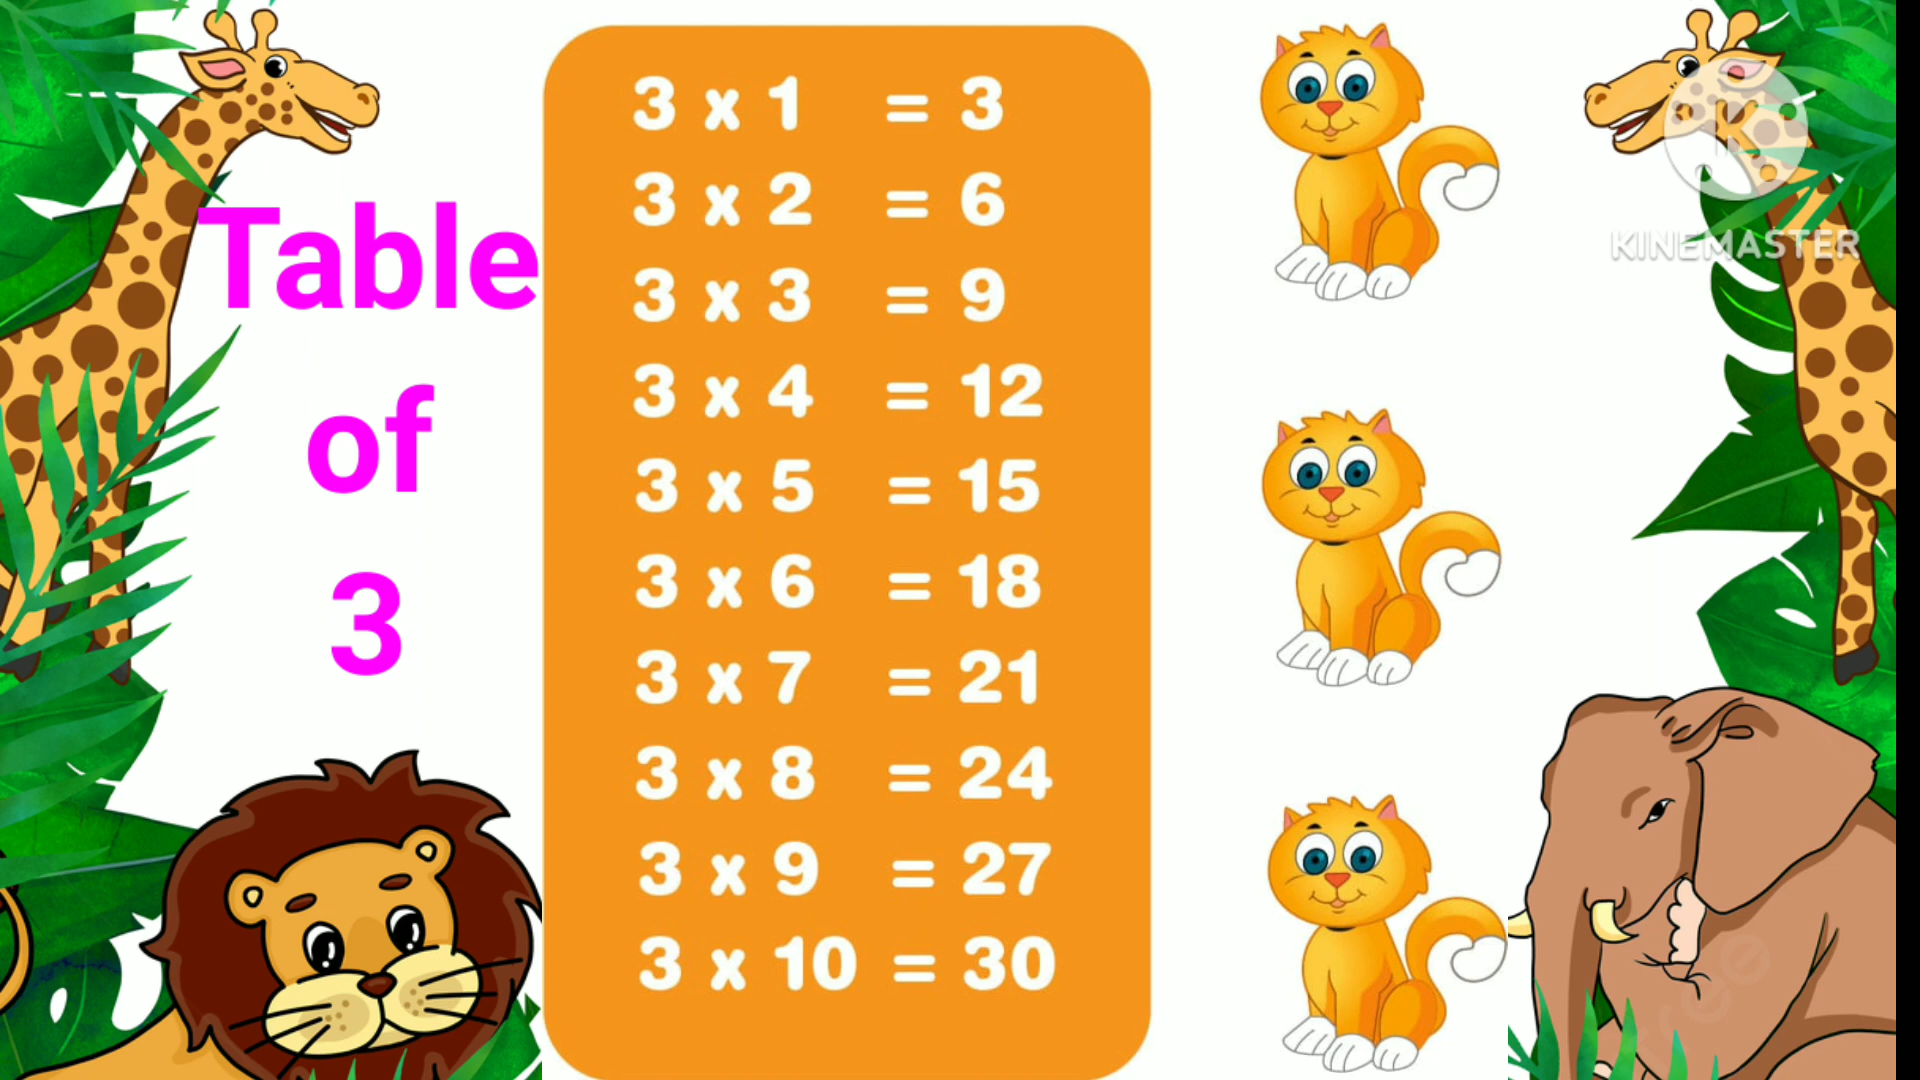 Table
of
3
3 x 1 = 3
3 x 2 = 6
3 x 3 = 9
3 x 4 = 12
3 x 5 = 15
3 x 6 = 18
3 x 7 = 21
3 x 8 = 24
3 x 9 = 27
3 x 10 = 30
K
KINEMASTER